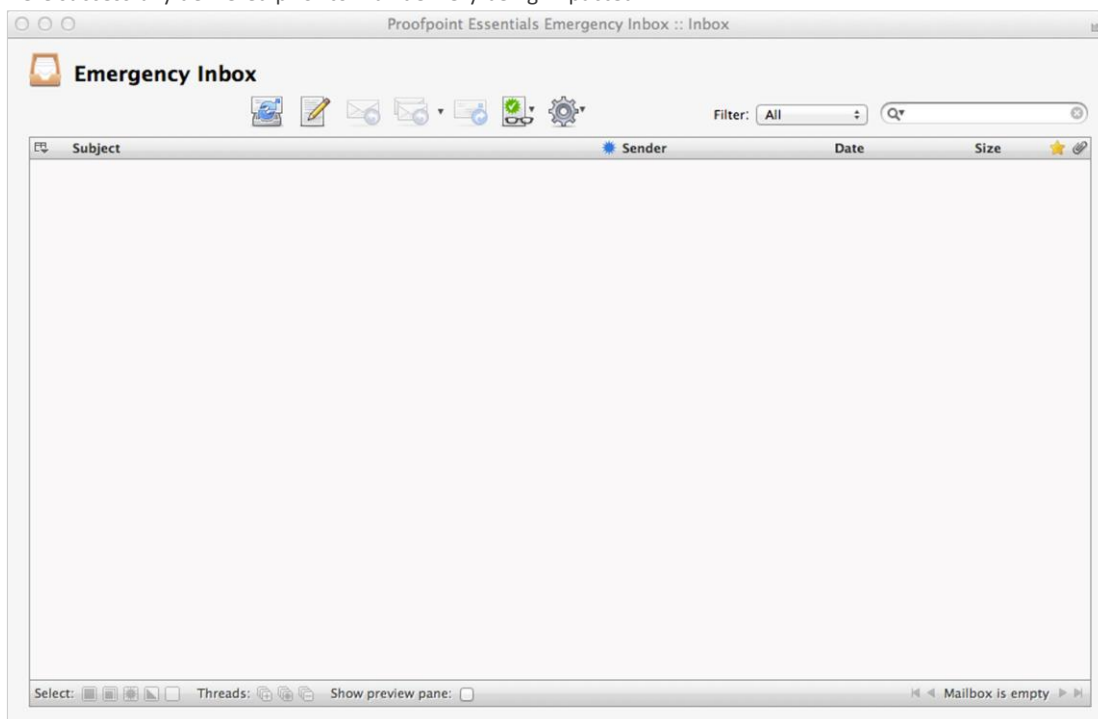 Proofpoint Essentials Emergency Inbox :: Inbox
Emergency Inbox
Filter: All
Subject Sender Date Size
Select: Threads: Show preview pane: Mailbox is empty